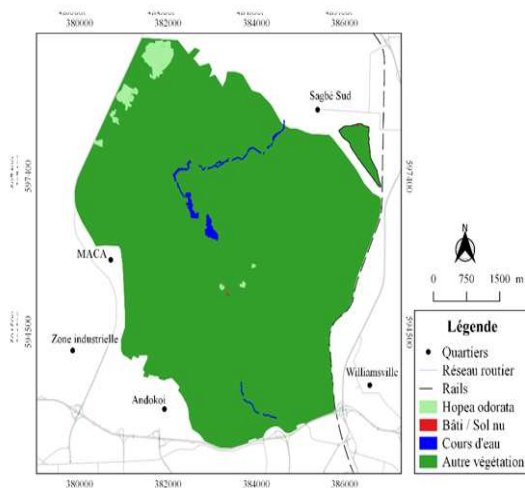 380000 382000 384000 386000
Sagbé Sud
597400
597400
N
MACA
0 750 1500 m
594500
594500
Légende
Zone industrielle
Quartiers
Réseau routier
Williamsville
Rails
Andokoi
Hopea odorata
Bâti / Sol nu
Cours d'eau
Autre végétation
380000 382000 384000 386000